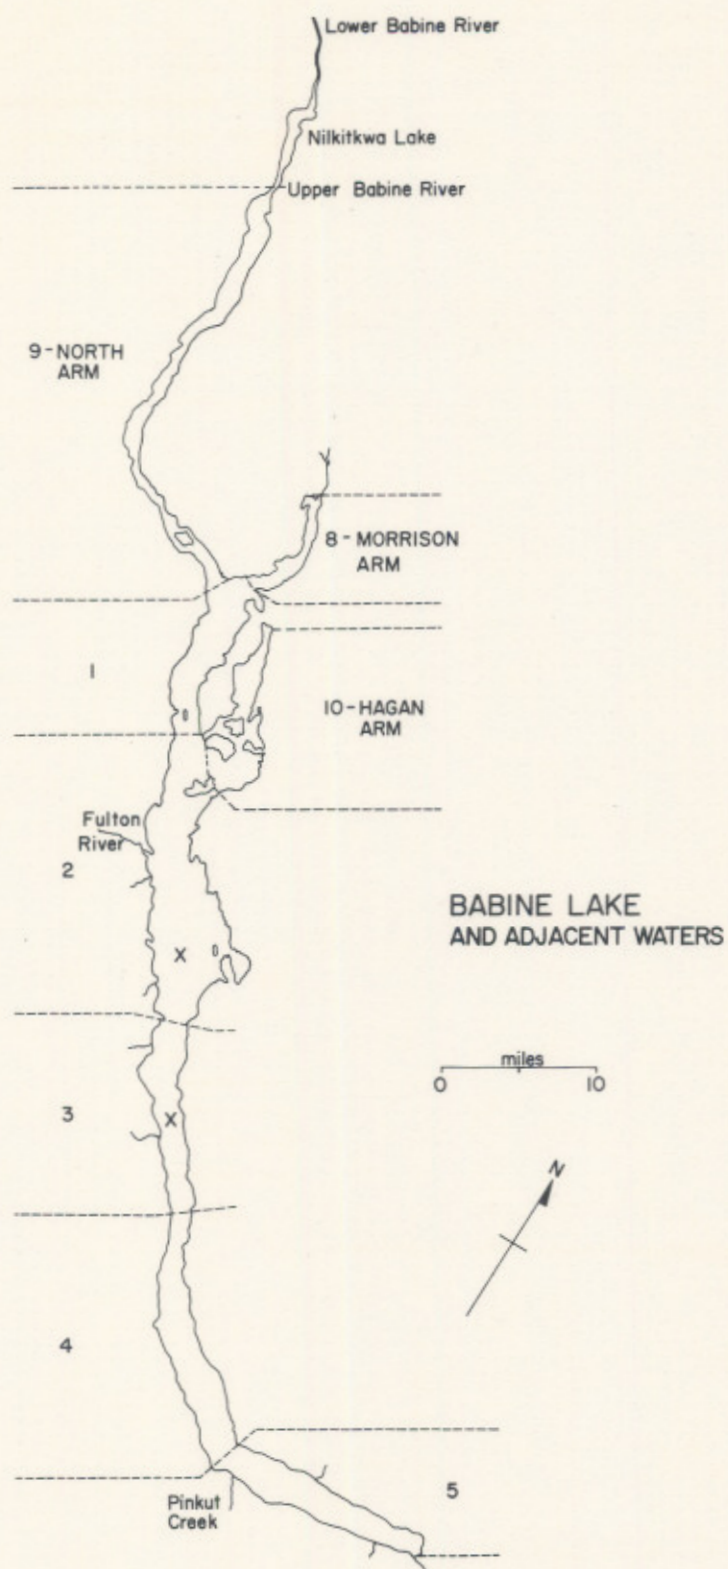 Lower Babine River
Nilkitkwa Lake
Upper Babine River
9-NORTH
ARM
8-MORRISON
ARM
1
10-HAGAN
ARM
Fulton
River
2
BABINE LAKE
AND ADJACENT WATERS
X
miles
0 10
3
X
N
4
5
Pinkut
Creek